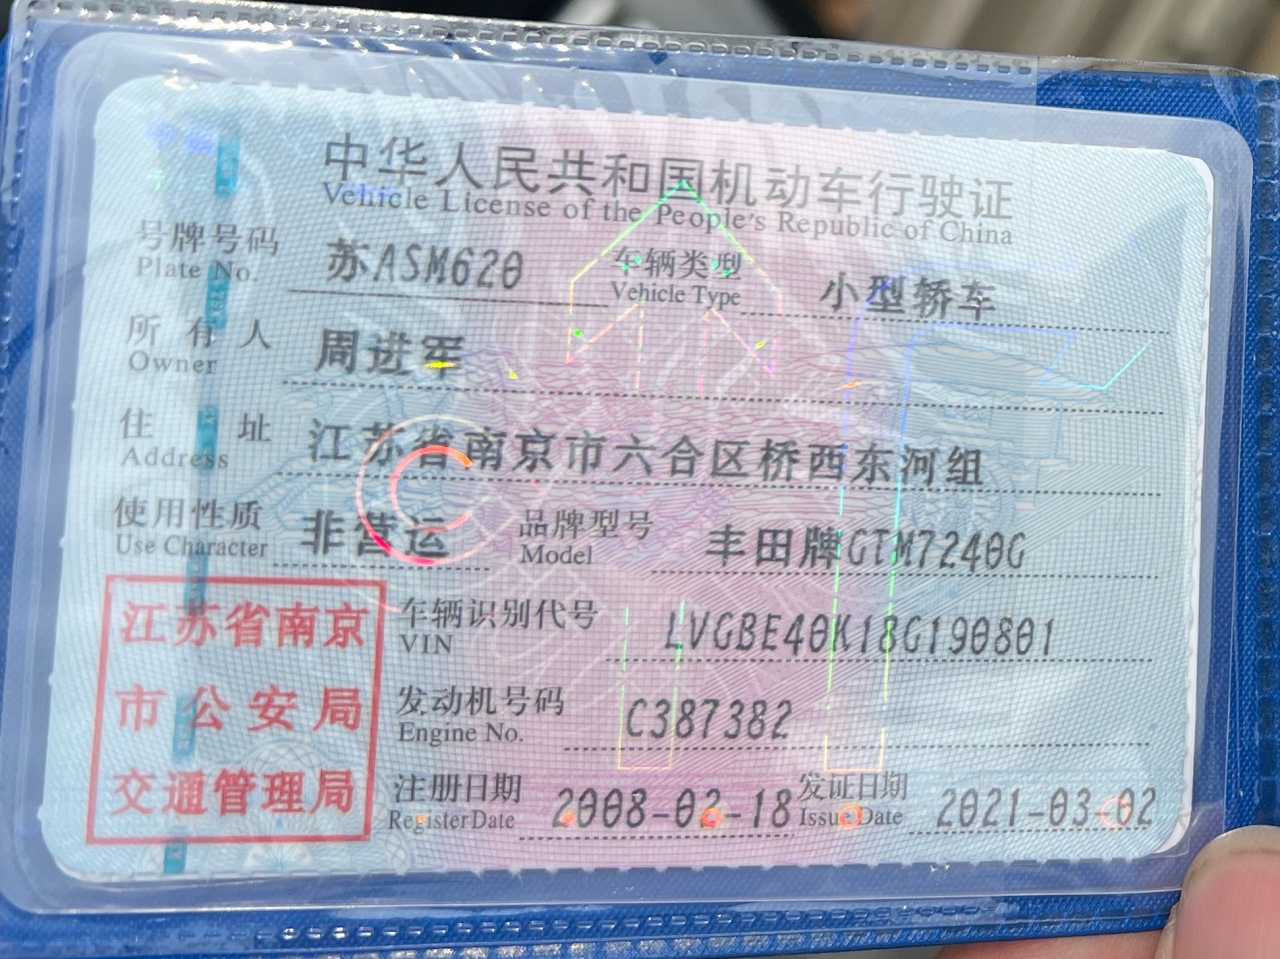 中华人民共和国机动车行驶证
Vehicle License of the People's Republic of China
号牌号码 苏ASM620 车辆类型 小型轿车
Plate No. Vehicle Type
所有人 周进军
Owner
住址 江苏省南京市六合区桥西东河组
Address
使用性质 非营运 品牌型号 丰田牌GTM7240G
Use Character Model
车辆识别代号 LVGBE40K18G190801
VIN
发动机号码 C387382
Engine No.
注册日期 2008-02-18 发证日期 2021-03-02
Register Date Issue Date
江苏省南京
市公安局
交通管理局